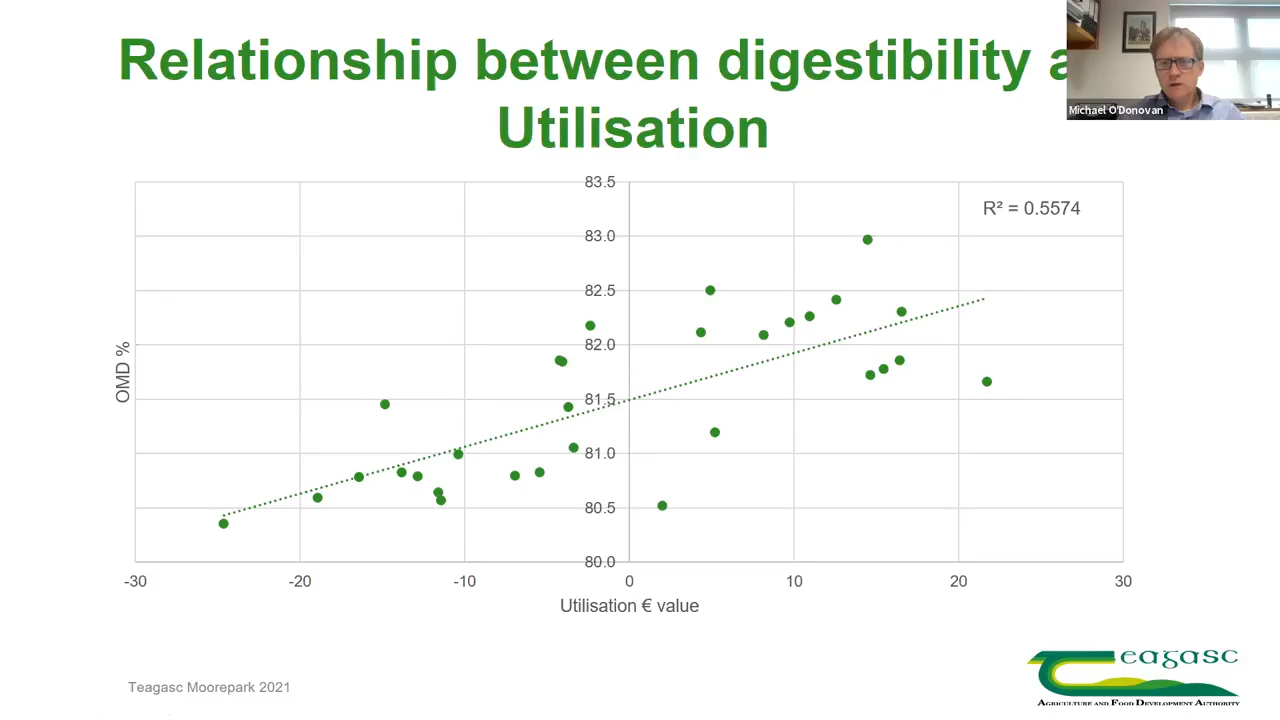 Relationship between digestibility a
Utilisation
Michael O'Donovan
83.5
83.0
82.5
82.0
81.5
81.0
80.5
80.0
R² = 0.5574
OMD %
-30
-20
-10
0
10
20
30
Utilisation € value
Teagasc Moorepark 2021
Teagasc
Agriculture and Food Development Authority